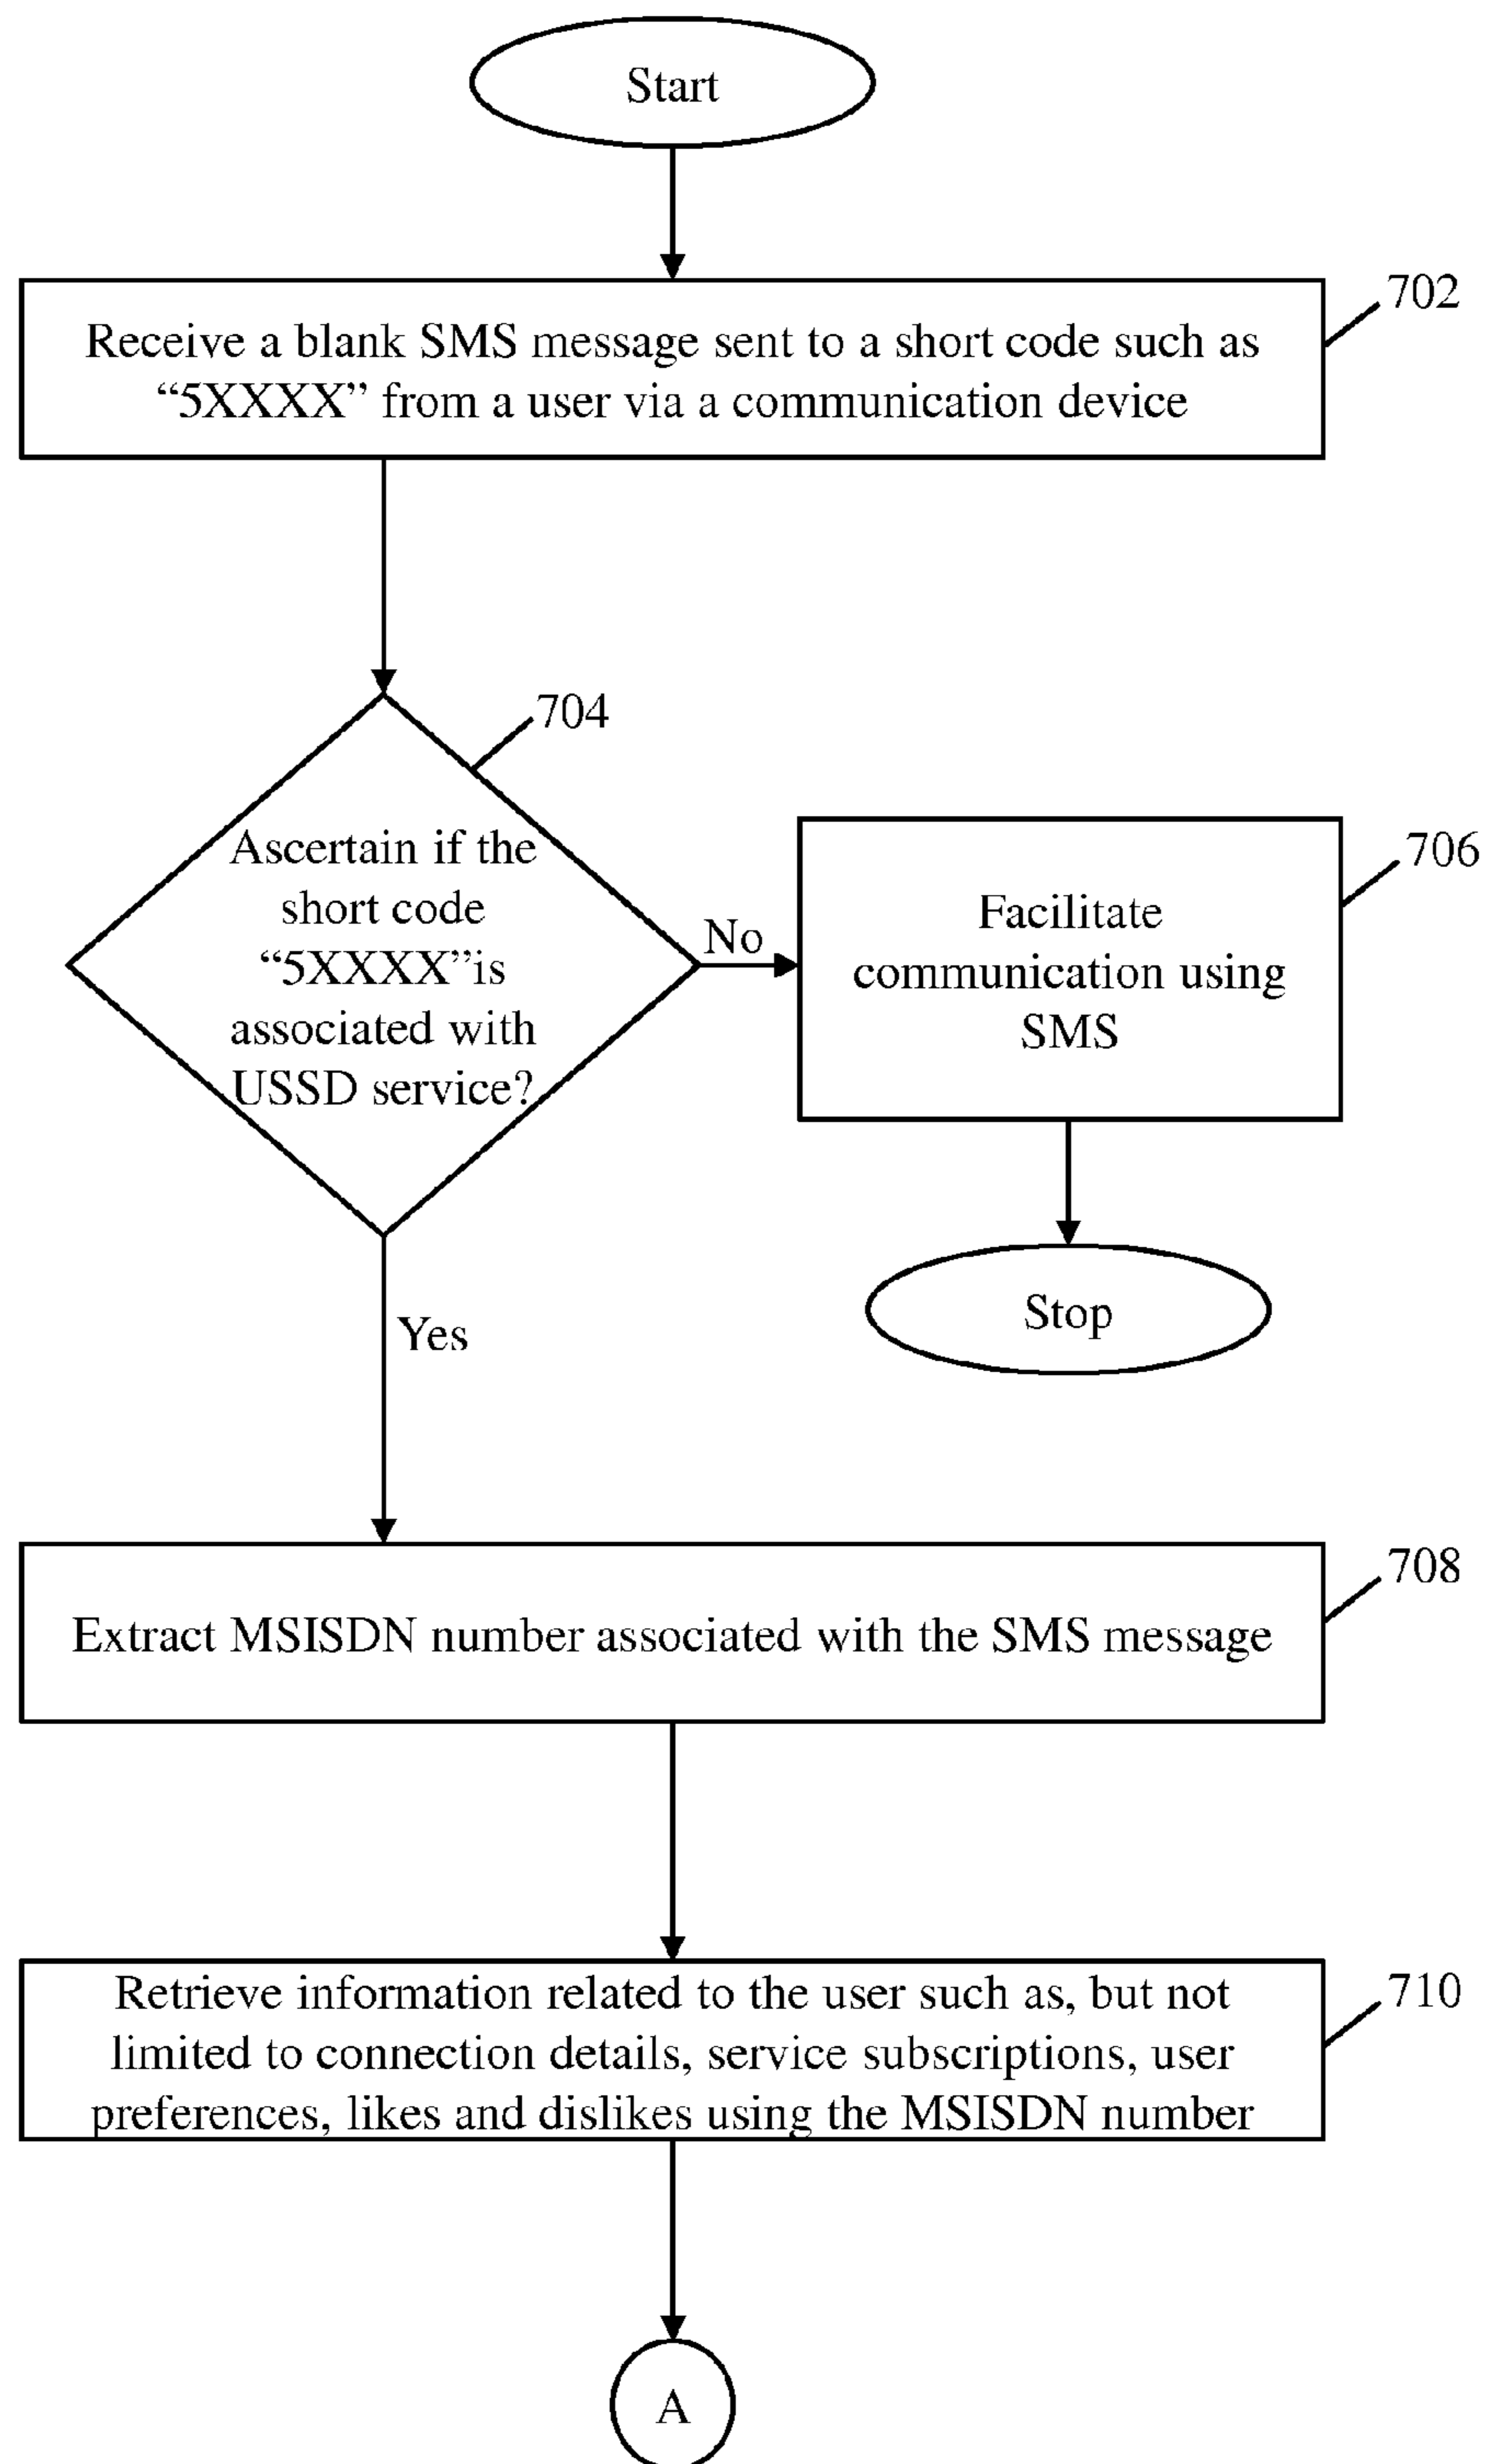 Start
702
Receive a blank SMS message sent to a short code such as
“5XXXX” from a user via a communication device
704
Ascertain if the
short code
“5XXXX”is
associated with
USSD service?
No
706
Facilitate
communication using
SMS
Stop
Yes
708
Extract MSISDN number associated with the SMS message
710
Retrieve information related to the user such as, but not
limited to connection details, service subscriptions, user
preferences, likes and dislikes using the MSISDN number
A